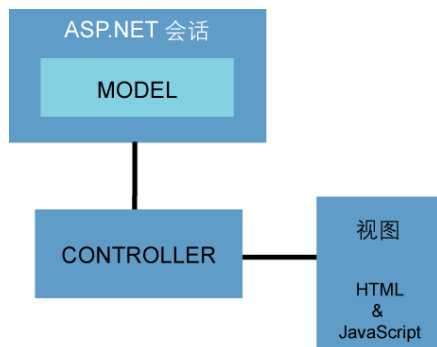 ASP.NET 会话
MODEL
CONTROLLER
视图
HTML
&
JavaScript